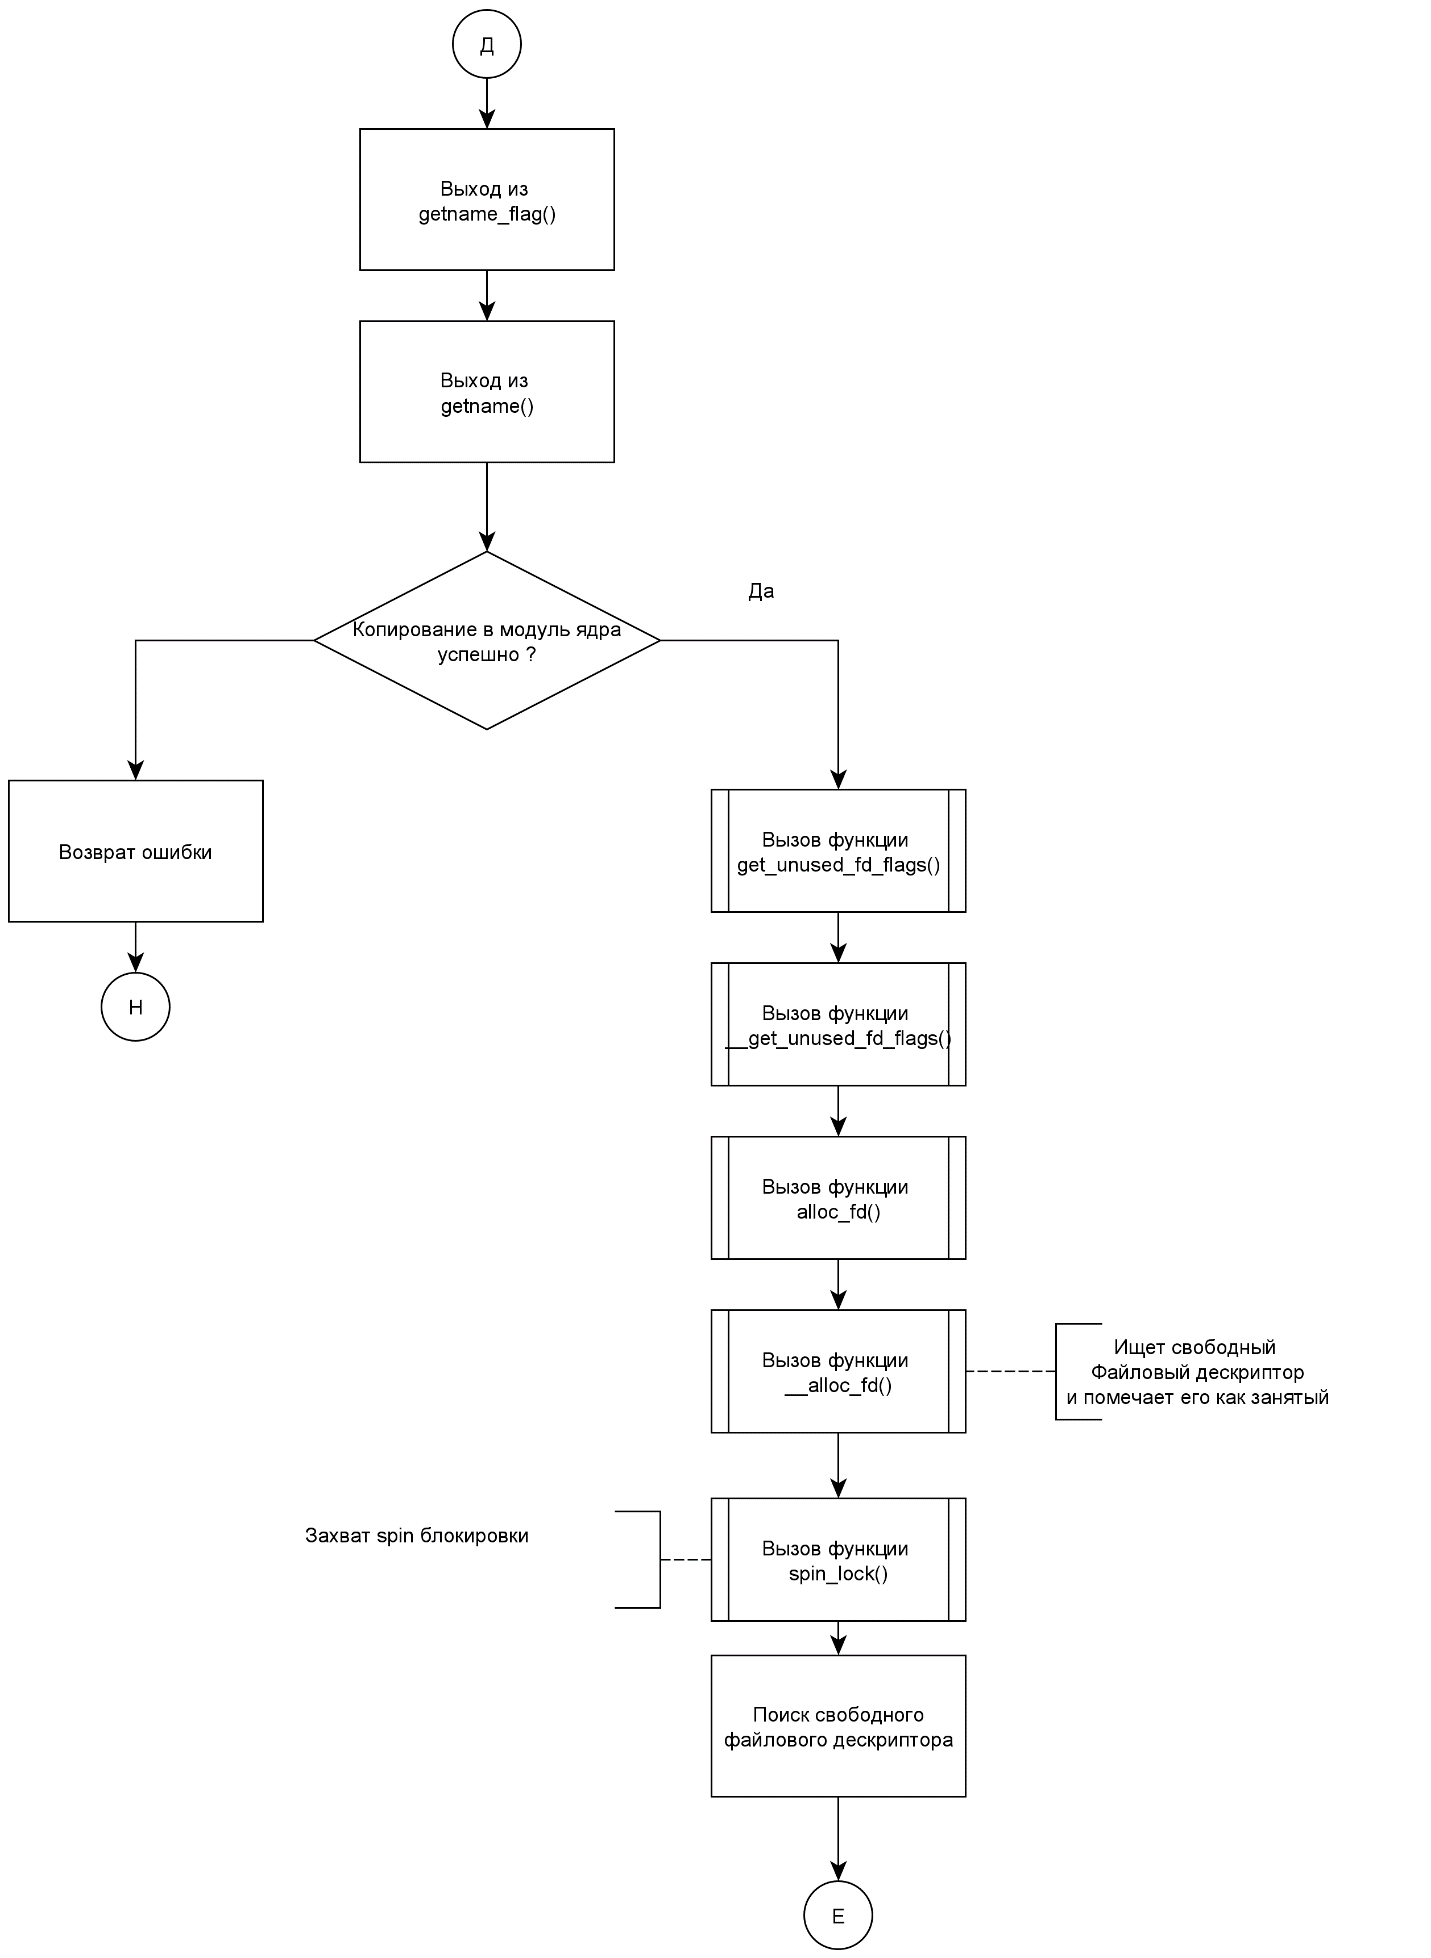 Д
Выход из
getname_flag()
Выход из
getname()
Да
Копирование в модуль ядра
успешно ?
Возврат ошибки
Н
Вызов функции
get_unused_fd_flags()
Вызов функции
__get_unused_fd_flags()
Вызов функции
alloc_fd()
Вызов функции
__alloc_fd()
Ищет свободный
Файловый дескриптор
и помечает его как занятый
Захват spin блокировки
Вызов функции
spin_lock()
Поиск свободного
файлового дескриптора
Е